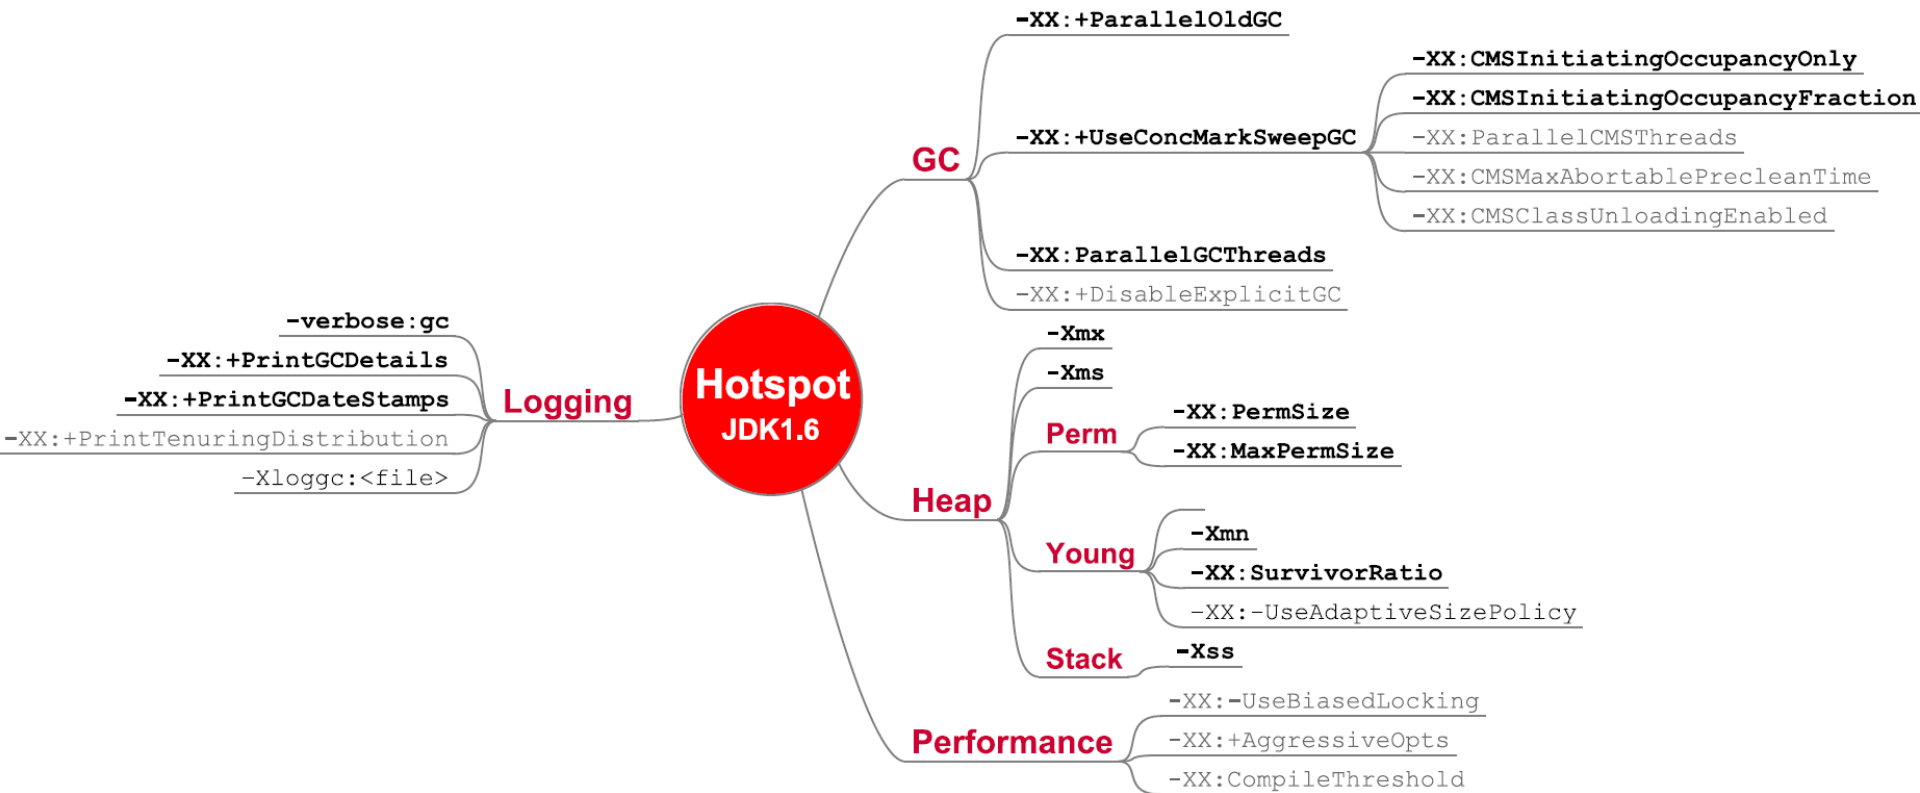 Hotspot
JDK1.6
GC
-XX:+ParallelOldGC
-XX:+UseConcMarkSweepGC
-XX:CMSInitiatingOccupancyOnly
-XX:CMSInitiatingOccupancyFraction
-XX:ParallelCMSThreads
-XX:CMSMaxAbortablePrecleanTime
-XX:CMSClassUnloadingEnabled
-XX:ParallelGCThreads
-XX:+DisableExplicitGC
Heap
-Xmx
-Xms
Perm
-XX:PermSize
-XX:MaxPermSize
Young
-Xmn
-XX:SurvivorRatio
-XX:-UseAdaptiveSizePolicy
Stack
-Xss
Performance
-XX:-UseBiasedLocking
-XX:+AggressiveOpts
-XX:CompileThreshold
Logging
-verbose:gc
-XX:+PrintGCDetails
-XX:+PrintGCDateStamps
-XX:+PrintTenuringDistribution
-Xloggc:<file>